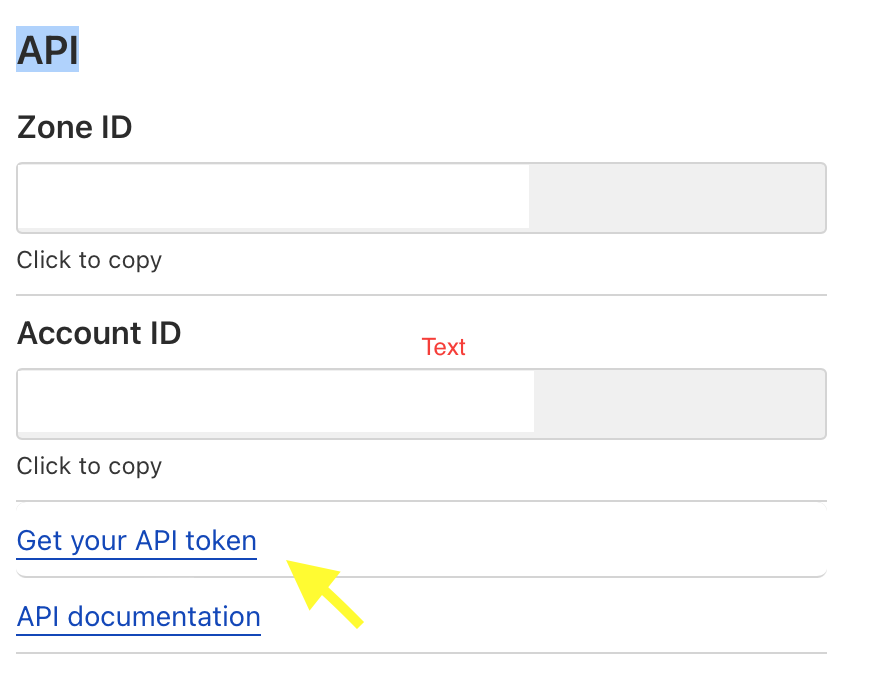 API
Zone ID
Click to copy
Account ID
Text
Click to copy
Get your API token
API documentation